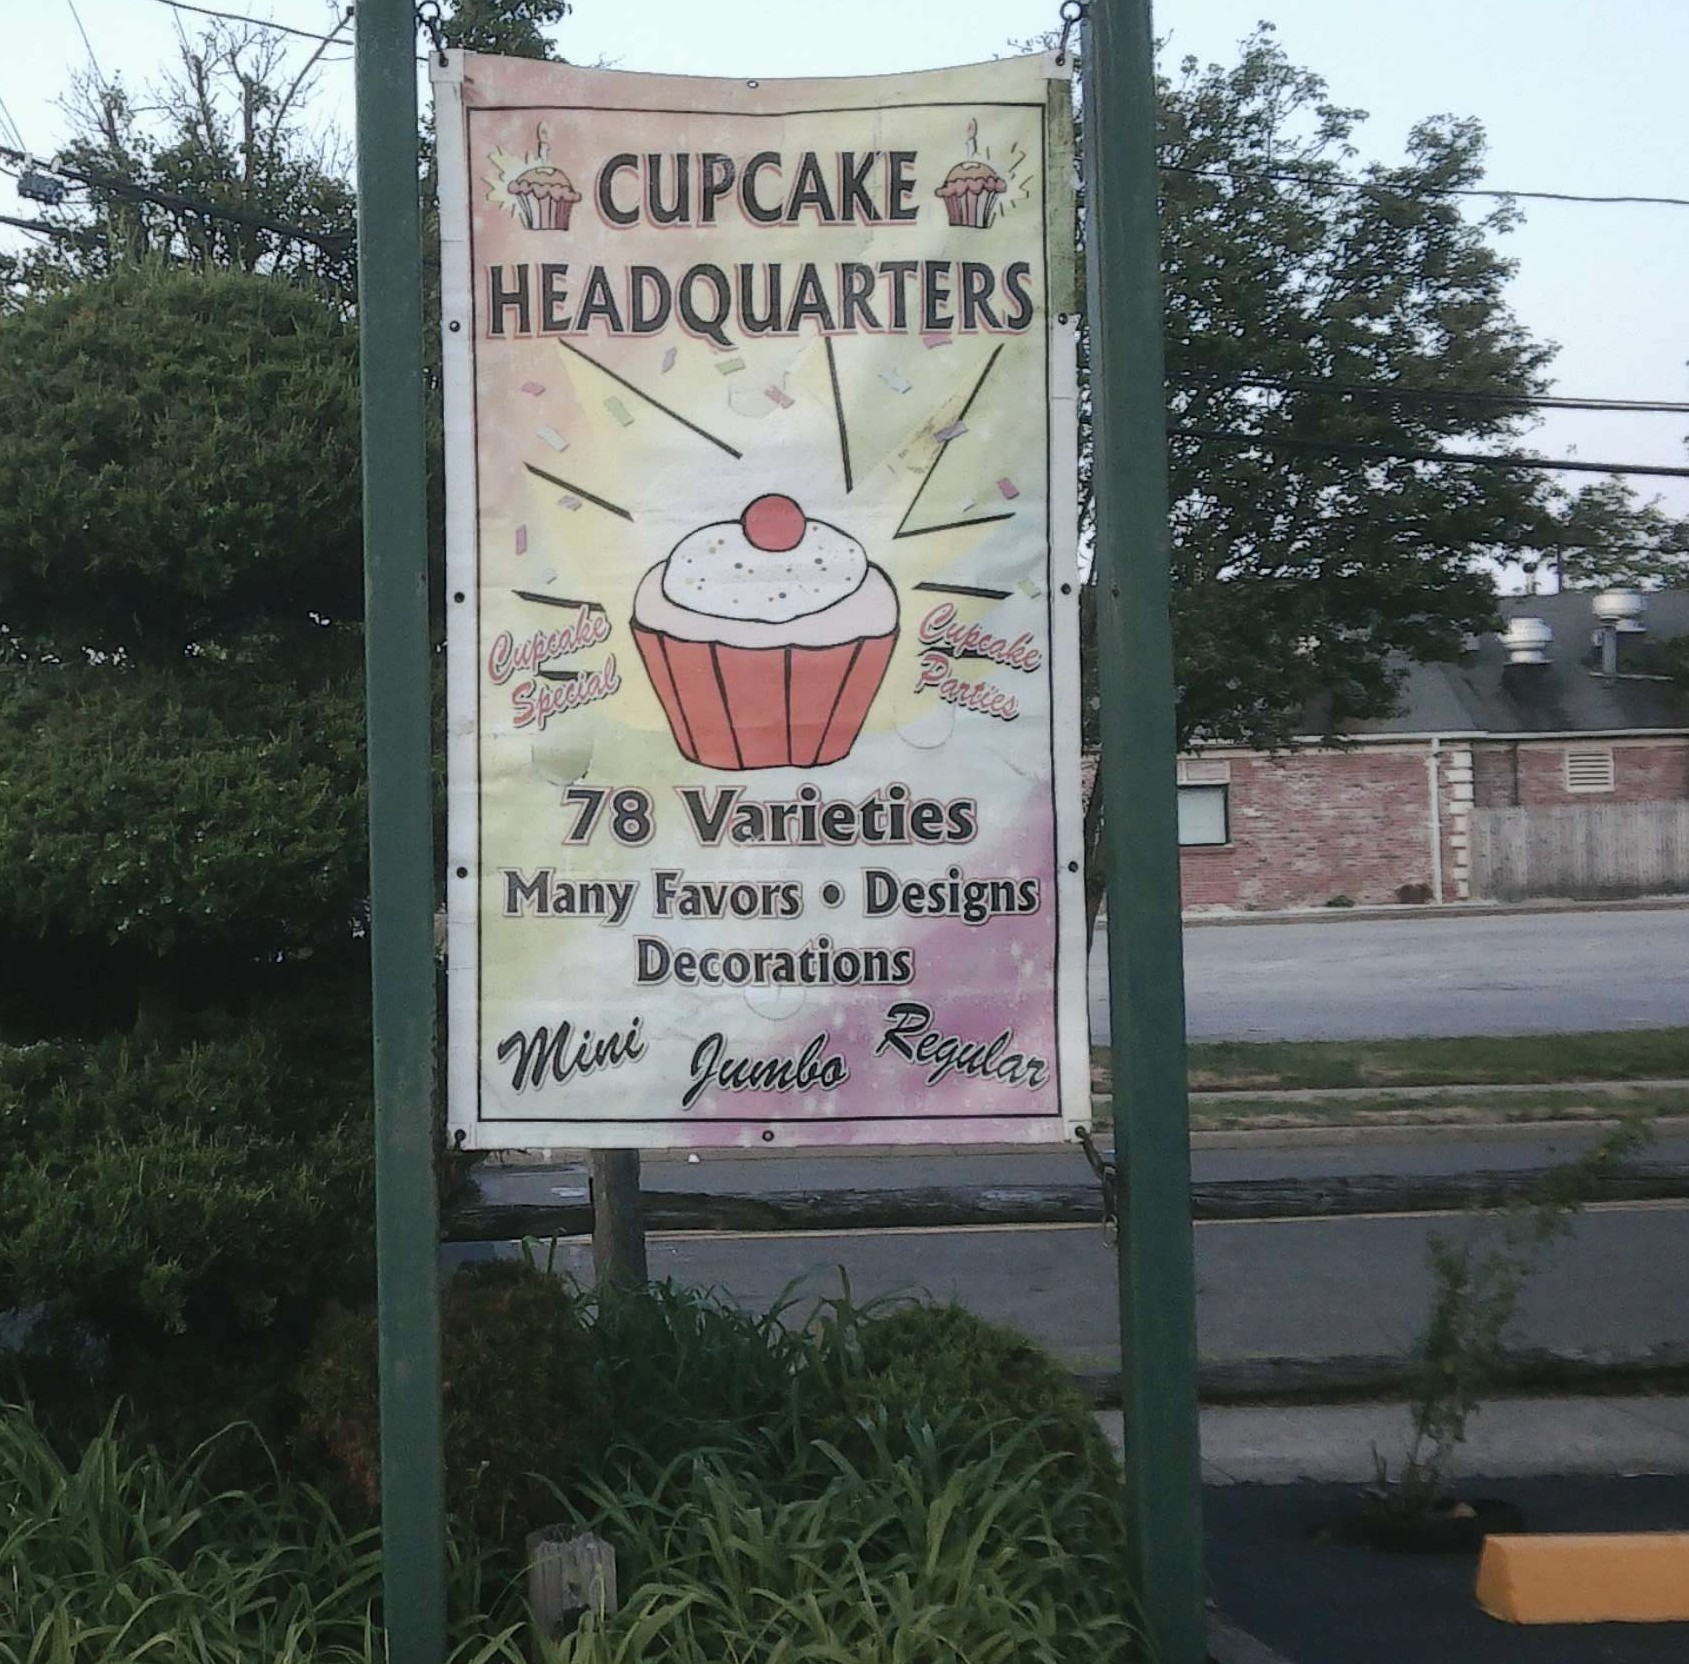 CUPCAKE
HEADQUARTERS
Cupcake
Special
Cupcake
Parties
78 Varieties
Many Favors • Designs
Decorations
Mini Jumbo Regular